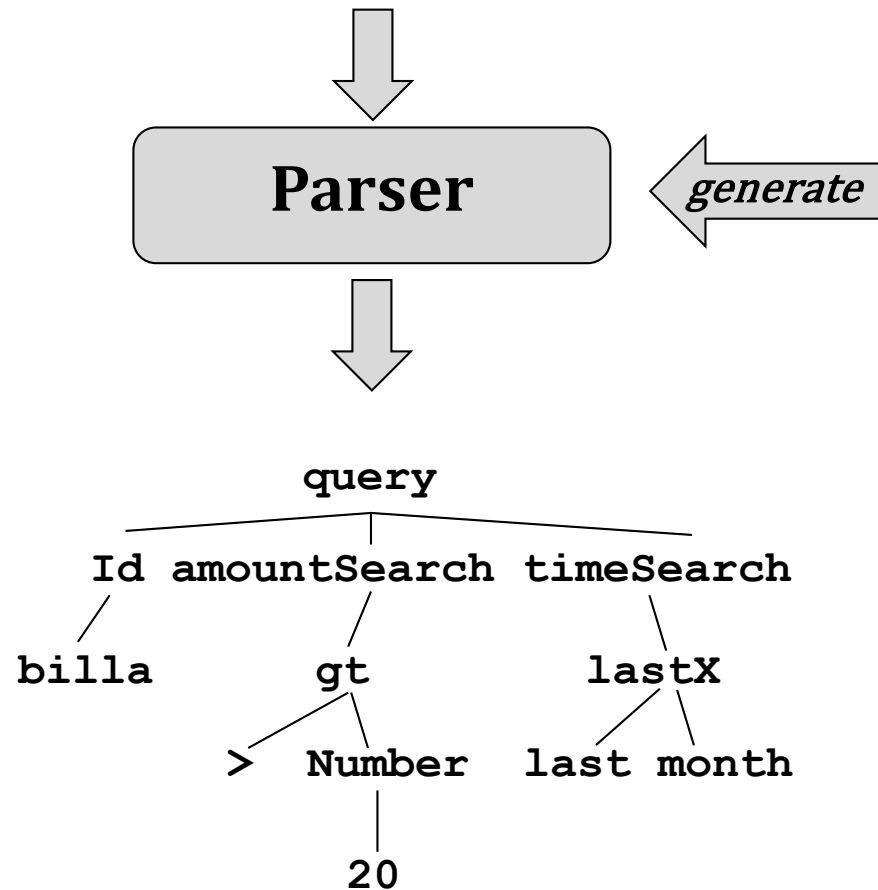 Parser
generate
query
Id amountSearch timeSearch
billa gt lastX
> Number last month
20